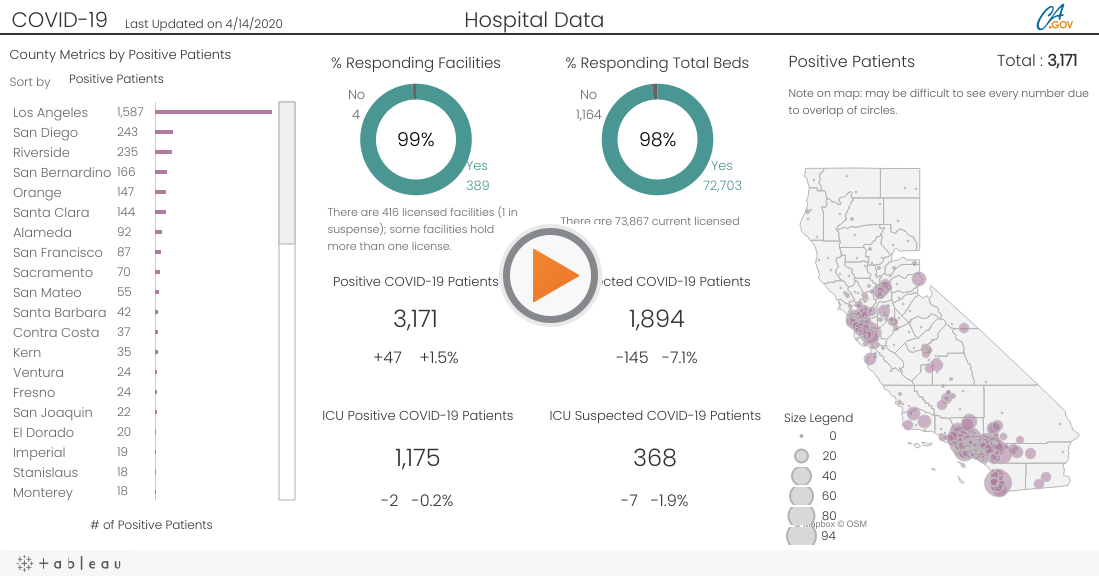 COVID-19 Last Updated on 4/14/2020
Hospital Data
CA
.GOV
County Metrics by Positive Patients
Sort by Positive Patients
Los Angeles 1,587
San Diego 243
Riverside 235
San Bernardino 166
Orange 147
Santa Clara 144
Alameda 92
San Francisco 87
Sacramento 70
San Mateo 55
Santa Barbara 42
Contra Costa 37
Kern 35
Ventura 24
Fresno 24
San Joaquin 22
El Dorado 20
Imperial 19
Stanislaus 18
Monterey 18
# of Positive Patients
% Responding Facilities
No
4
99%
Yes
389
There are 416 licensed facilities (1 in
suspense); some facilities hold
more than one license.
% Responding Total Beds
No
1,164
98%
Yes
72,703
There are 73,867 current licensed
Positive COVID-19 Patients
3,171
+47 +1.5%
COVID-19 Patients
1,894
-145 -7.1%
ICU Positive COVID-19 Patients
1,175
-2 -0.2%
ICU Suspected COVID-19 Patients
368
-7 -1.9%
Positive Patients Total : 3,171
Note on map: may be difficult to see every number due
to overlap of circles.
Size Legend
0
20
40
60
80
94
© OSM
+ableau